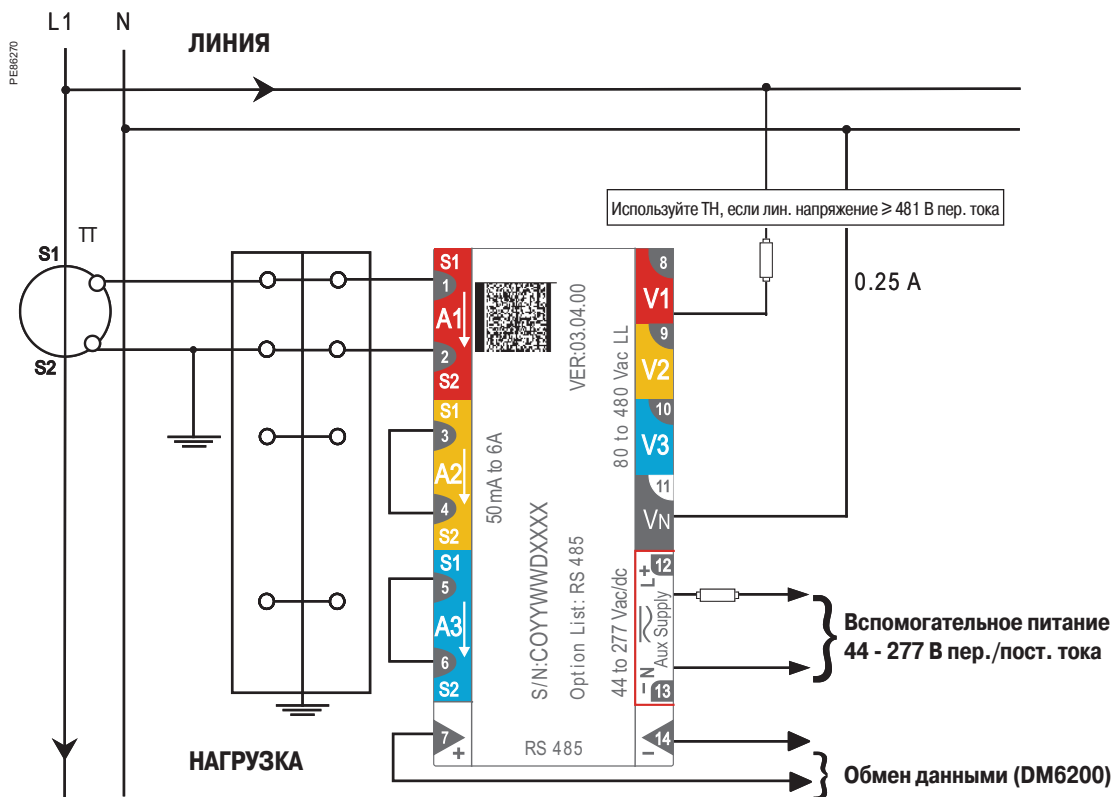 L1
N
PE86270
ЛИНИЯ
Используйте ТН, если лин. напряжение ≥ 481 В пер. тока
ТТ
S1
S2
0.25 A
S1
1
A1
2
S2
S1
3
A2
4
S2
S1
5
A3
6
S2
7
+
50 mA to 6A
VER:03.04.00
S/N:COYYWWDXXXX
Option List: RS 485
80 to 480 Vac LL
44 to 277 Vac/dc
RS 485
8
V1
9
V2
10
V3
11
VN
12
L+
Aux Supply
– N
13
14
–
Вспомогательное питание
44 - 277 В пер./пост. тока
НАГРУЗКА
Обмен данными (DM6200)